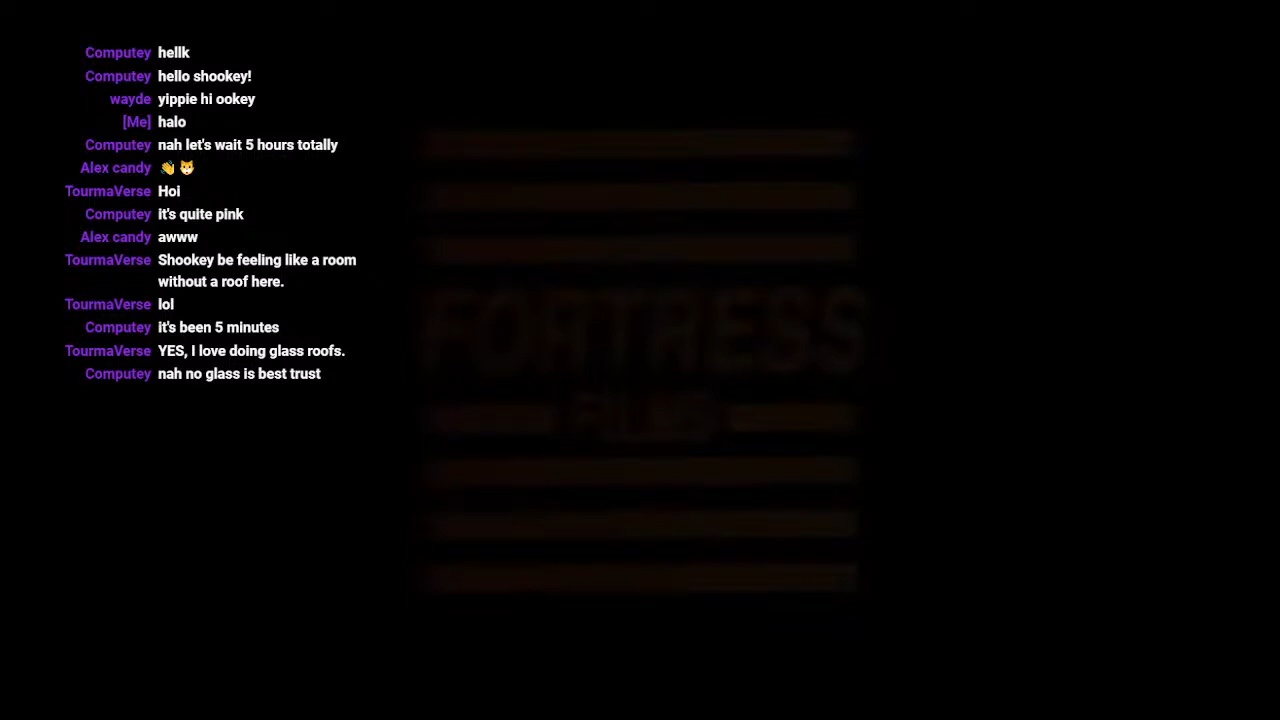 Computey hellk
Computey hello shookey!
wayde yippie hi ookey
[Me] halo
Computey nah let's wait 5 hours totally
Alex candy 👋🐱
TourmaVerse Hoi
Computey it's quite pink
Alex candy awww
TourmaVerse Shookey be feeling like a room
without a roof here.
TourmaVerse lol
Computey it's been 5 minutes
TourmaVerse YES, I love doing glass roofs.
Computey nah no glass is best trust
FORTRESS
FILMS